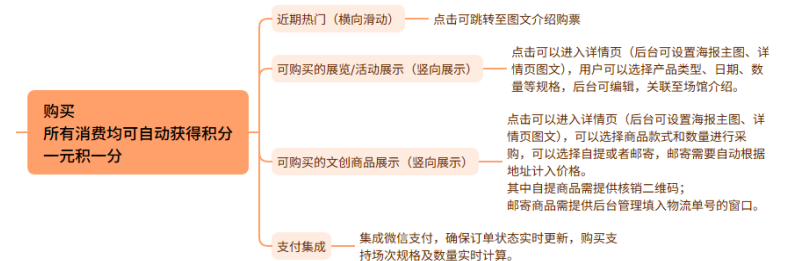 购买
所有消费均可自动获得积分
一元积一分
近期热门（横向滑动）
点击可跳转至图文介绍购票
可购买的展览/活动展示（竖向展示）
点击可以进入详情页（后台可设置海报主图、详
情页图文），用户可以选择产品类型、日期、数
量等规格，后台可编辑，关联至场馆介绍。
可购买的文创商品展示（竖向展示）
点击可以进入详情页（后台可设置海报主图、详
情页图文），可以选择商品款式和数量进行采
购，可以选择自提或者邮寄，邮寄需要自动根据
地址计入价格。
其中自提商品需提供核销二维码；
邮寄商品需提供后台管理填入物流单号的窗口。
支付集成
集成微信支付，确保订单状态实时更新，购买支
持场次规格及数量实时计算。